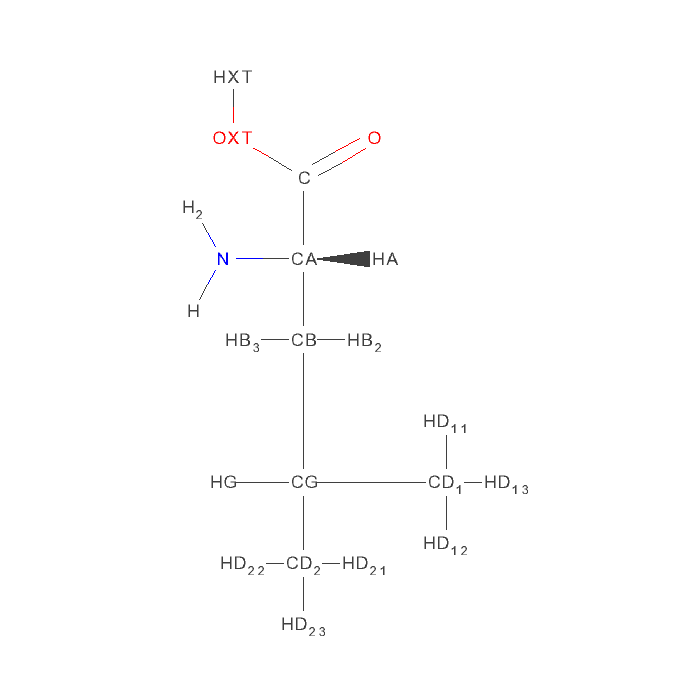 HXT
OXT O
C
H2
N CA HA
H
HB3 CB HB2
HD11
HG CG CD1 HD13
HD12
HD22 CD2 HD21
HD23